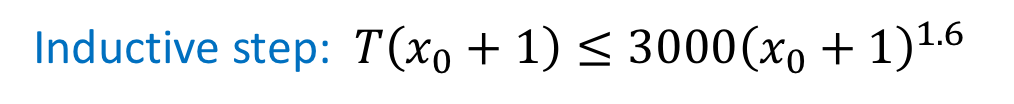 Inductive step: T(x₀ + 1) ≤ 3000(x₀ + 1)¹·⁶